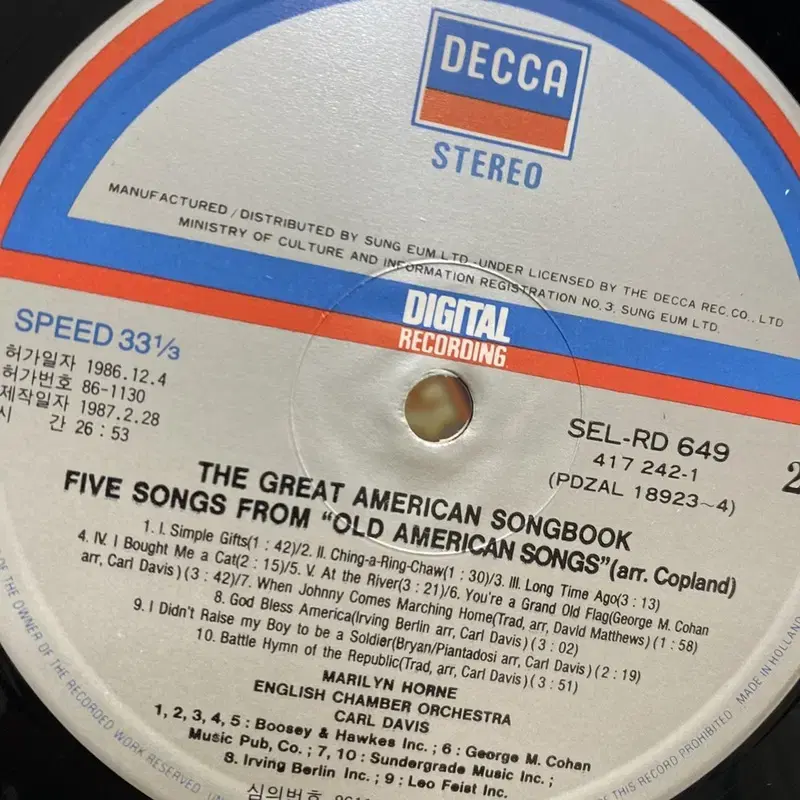 DECCA
STEREO
MANUFACTURED / DISTRIBUTED BY SUNG EUM LTD. UNDER LICENSED BY THE DECCA REC. CO., LTD
MINISTRY OF CULTURE AND INFORMATION REGISTRATION NO. 3, SUNG EUM LTD.
DIGITAL
RECORDING
SPEED 33 1/3
허가일자 1986.12.4
허가번호 86-1130
제작일자 1987.2.28
시 간 26 : 53
SEL-RD 649
417 242-1
(PDZAL 18923~4)
2
THE GREAT AMERICAN SONGBOOK
FIVE SONGS FROM "OLD AMERICAN SONGS"(arr. Copland)
1. I. Simple Gifts(1 : 42)/2. II. Ching-a-Ring-Chaw(1 : 30)/3. III. Long Time Ago(3 : 13)
4. IV. I Bought Me a Cat(2 : 15)/5. V. At the River(3 : 21)/6. You're a Grand Old Flag(George M. Cohan
arr, Carl Davis)(3 : 42)/7. When Johnny Comes Marching Home(Trad, arr, David Matthews)(1 : 58)
8. God Bless America(Irving Berlin arr, Carl Davis)(3 : 02)
9. I Didn't Raise my Boy to be a Soldier(Bryan/Piantadosi arr, Carl Davis)(2 : 19)
10. Battle Hymn of the Republic(Trad, arr, Carl Davis)(3 : 51)
MARILYN HORNE
ENGLISH CHAMBER ORCHESTRA
CARL DAVIS
1, 2, 3, 4, 5 : Boosey & Hawkes Inc. ; 6 : George M. Cohan
Music Pub, Co. ; 7, 10 : Sundergrade Music Inc. ;
8. Irving Berlin Inc. ; 9 : Leo Feist Inc.
심의번호
OF THE OWNER OF THE RECORDED WORK RESERVED.
OF THIS RECORD PROHIBITED. MADE IN HOLLAND